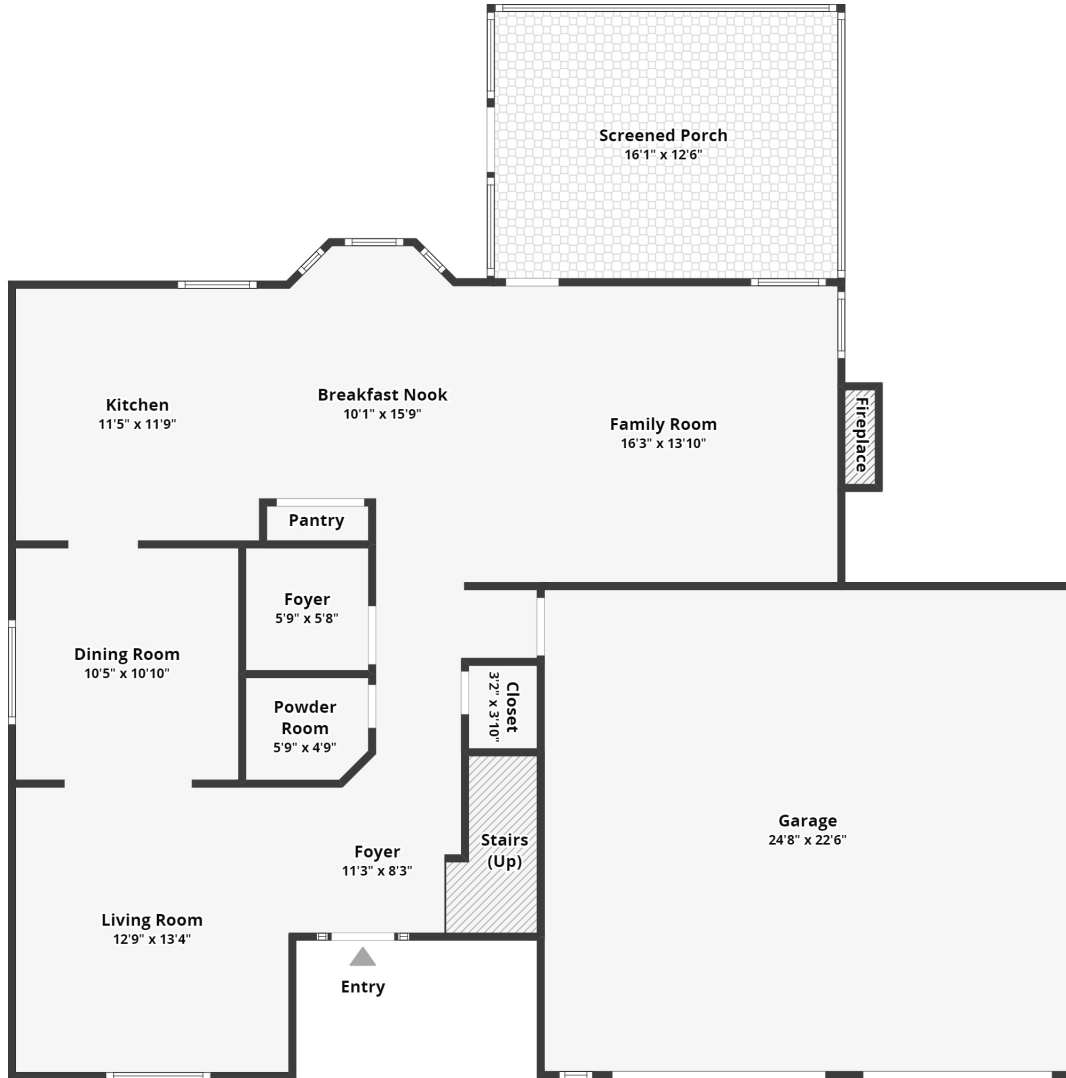 Screened Porch
16'1" x 12'6"
Kitchen
11'5" x 11'9"
Breakfast Nook
10'1" x 15'9"
Family Room
16'3" x 13'10"
Fireplace
Pantry
Foyer
5'9" x 5'8"
Dining Room
10'5" x 10'10"
Powder
Room
5'9" x 4'9"
Closet
3'2" x 3'10"
Stairs
(Up)
Garage
24'8" x 22'6"
Foyer
11'3" x 8'3"
Living Room
12'9" x 13'4"
Entry